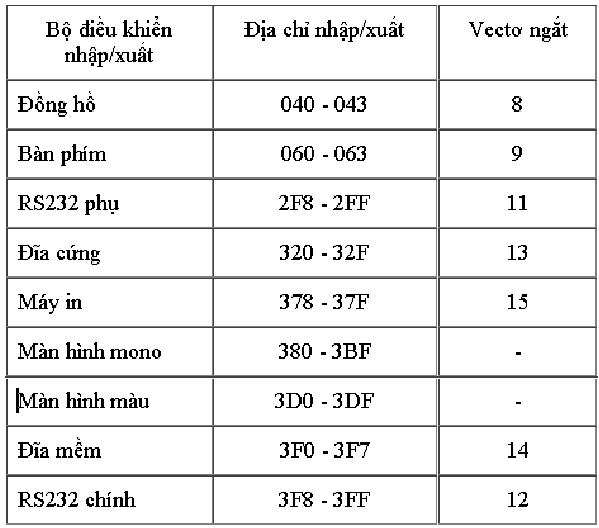 Bộ điều khiển Địa chỉ nhập/xuất Vectơ ngắt
nhập/xuất
Đồng hồ 040 - 043 8
Bàn phím 060 - 063 9
RS232 phụ 2F8 - 2FF 11
Đĩa cứng 320 - 32F 13
Máy in 378 - 37F 15
Màn hình mono 380 - 3BF -
Màn hình màu 3D0 - 3DF -
Đĩa mềm 3F0 - 3F7 14
RS232 chính 3F8 - 3FF 12